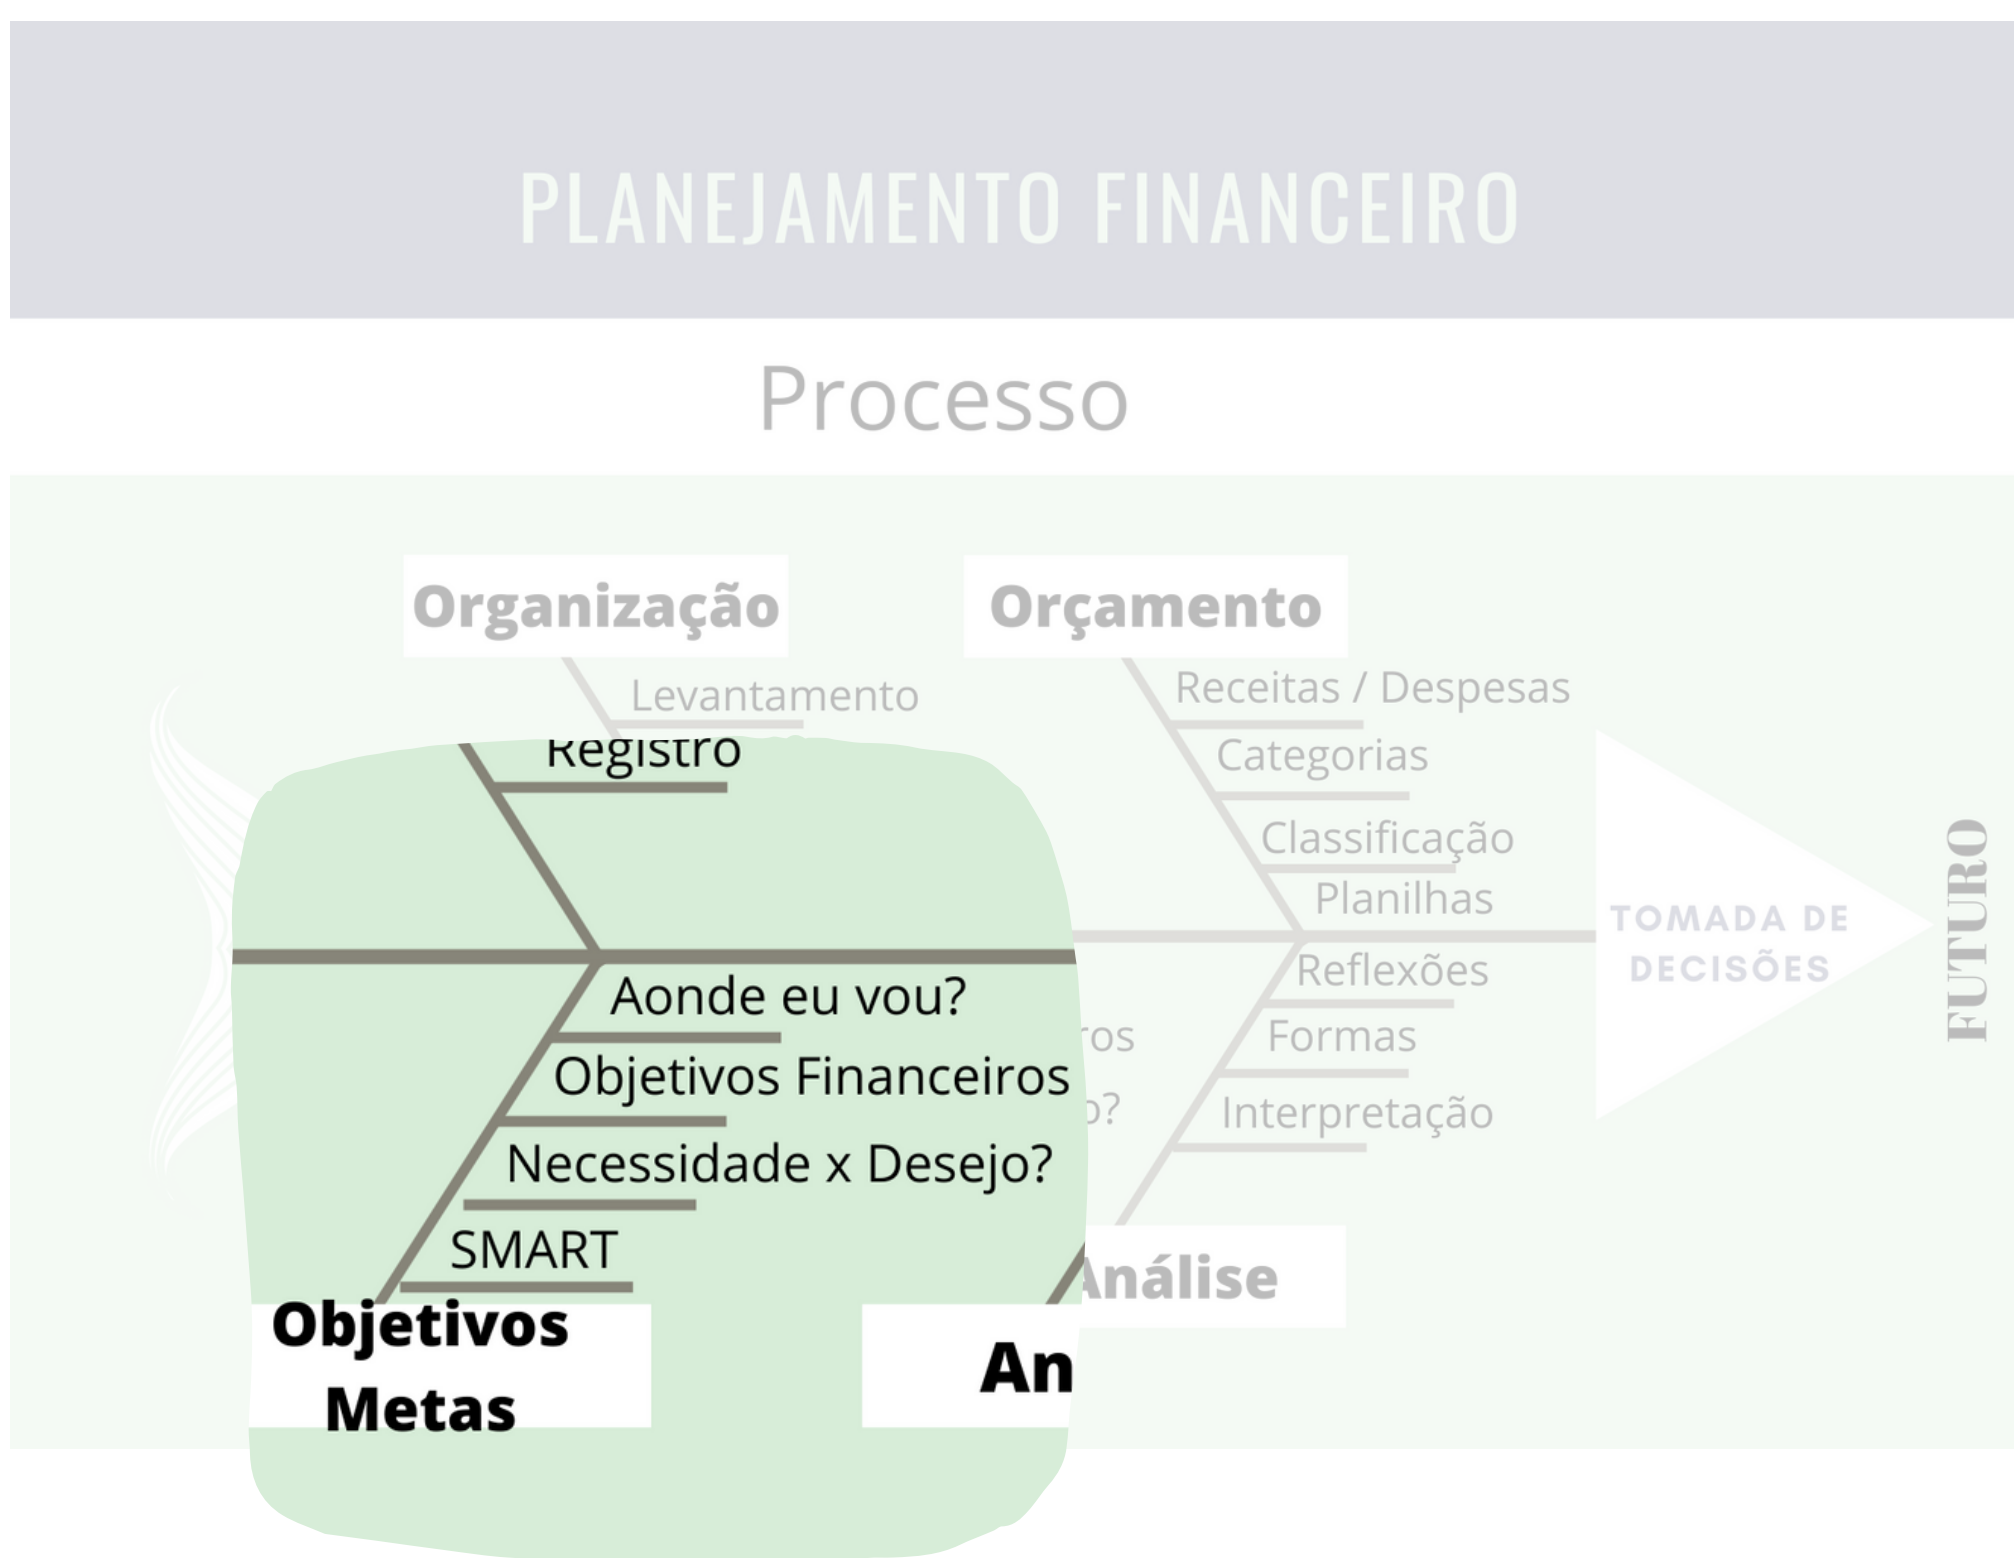 PLANEJAMENTO FINANCEIRO
Processo
Organização
Orçamento
Levantamento
Receitas / Despesas
Registro
Categorias
Classificação
Planilhas
TOMADA DE
DECISÕES
FUTURO
Aonde eu vou?
Reflexões
Objetivos Financeiros
ros
Formas
Necessidade x Desejo?
o?
Interpretação
SMART
Objetivos
Metas
Análise
An